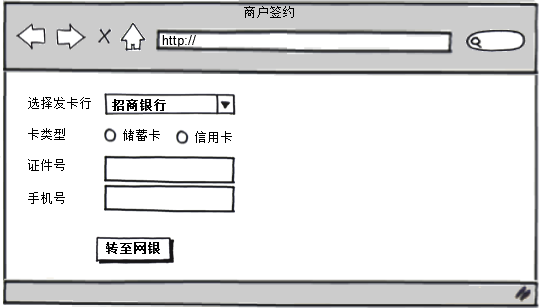 商户签约
http://
选择发卡行 招商银行
卡类型 储蓄卡 信用卡
证件号
手机号
转至网银